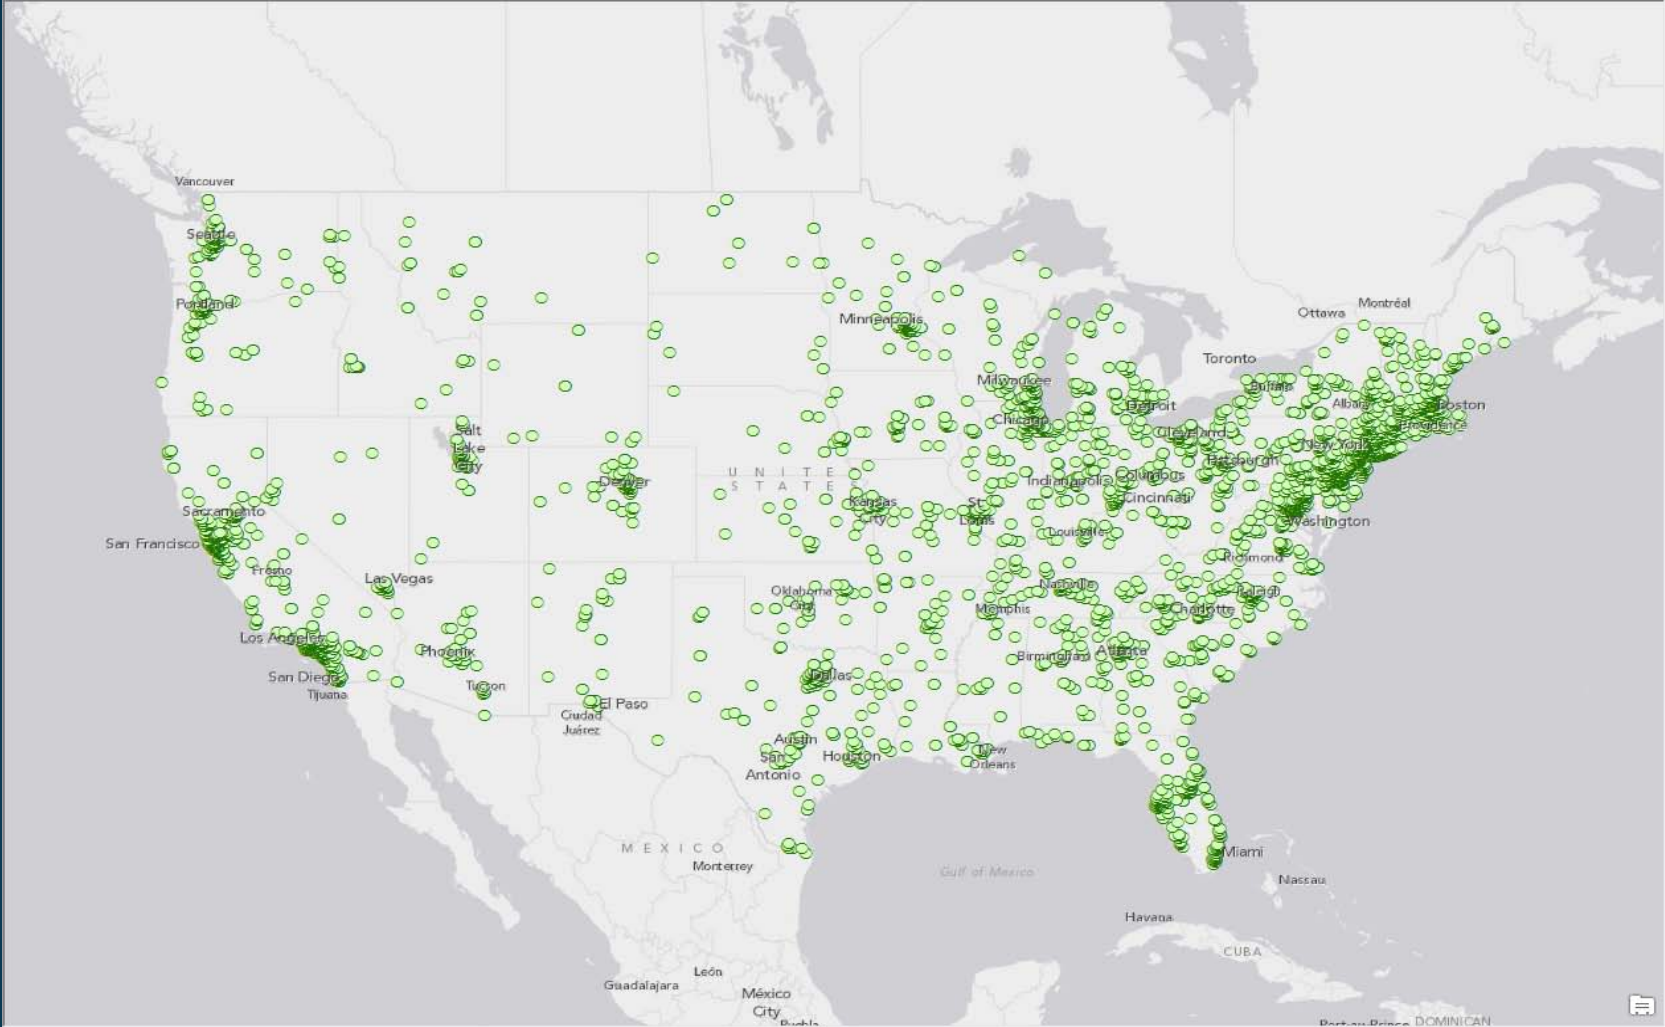 Vancouver
Seattle
Portland
Minneapolis
Ottawa
Montréal
Toronto
Milwaukee
Chicago
Detroit
Buffalo
Albany
Boston
Providence
New York
Cleveland
Pittsburgh
Salt
Lake
City
Denver
UNITED
STATES
Kansas
City
St.
Louis
Indianapolis
Columbus
Cincinnati
Louisville
Washington
Richmond
Sacramento
San Francisco
Fresno
Las Vegas
Oklahoma
City
Nashville
Memphis
Raleigh
Charlotte
Los Angeles
San Diego
Tijuana
Phoenix
Tucson
Dallas
Birmingham
Atlanta
El Paso
Ciudad
Juárez
Austin
San
Antonio
Houston
New
Orleans
MEXICO
Monterrey
Gulf of Mexico
Miami
Nassau
Havana
CUBA
León
Guadalajara
México
City
Puebla
Port-au-Prince
DOMINICAN